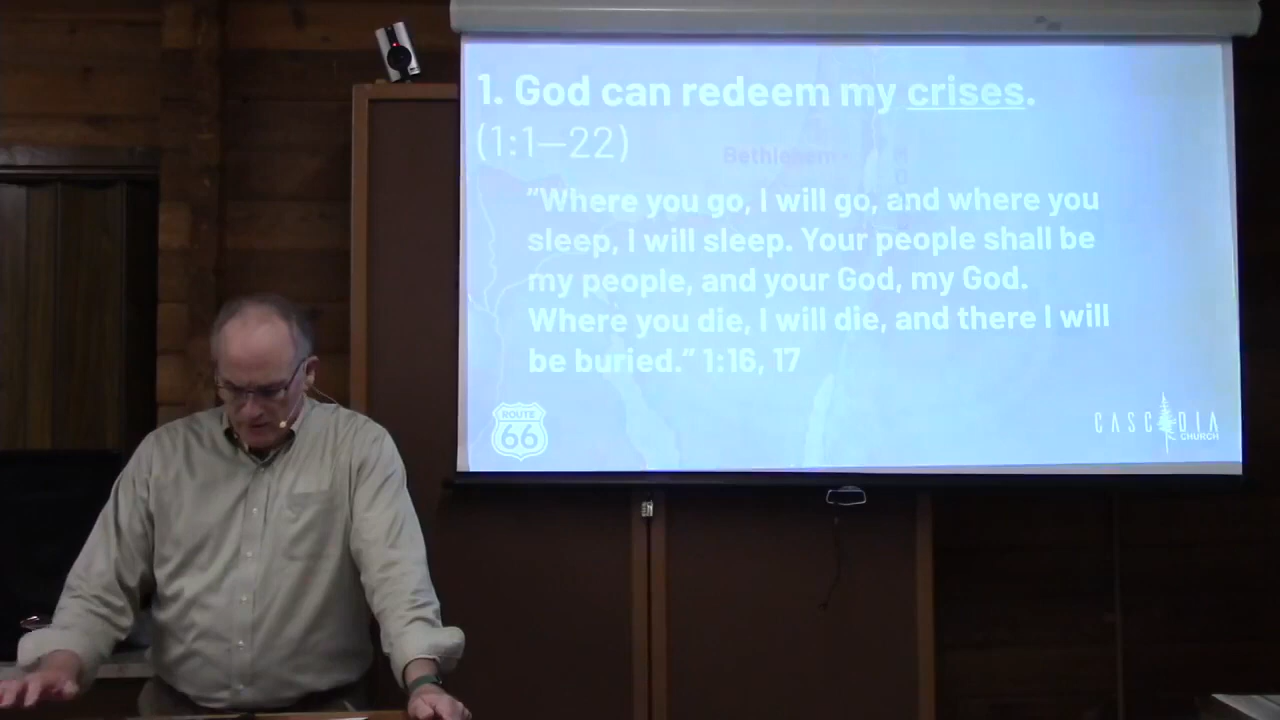 1. God can redeem my crises.
(1:1—22)
Bethlehem
"Where you go, I will go, and where you
sleep, I will sleep. Your people shall be
my people, and your God, my God.
Where you die, I will die, and there I will
be buried." 1:16, 17
ROUTE
66
CASCADIA
CHURCH